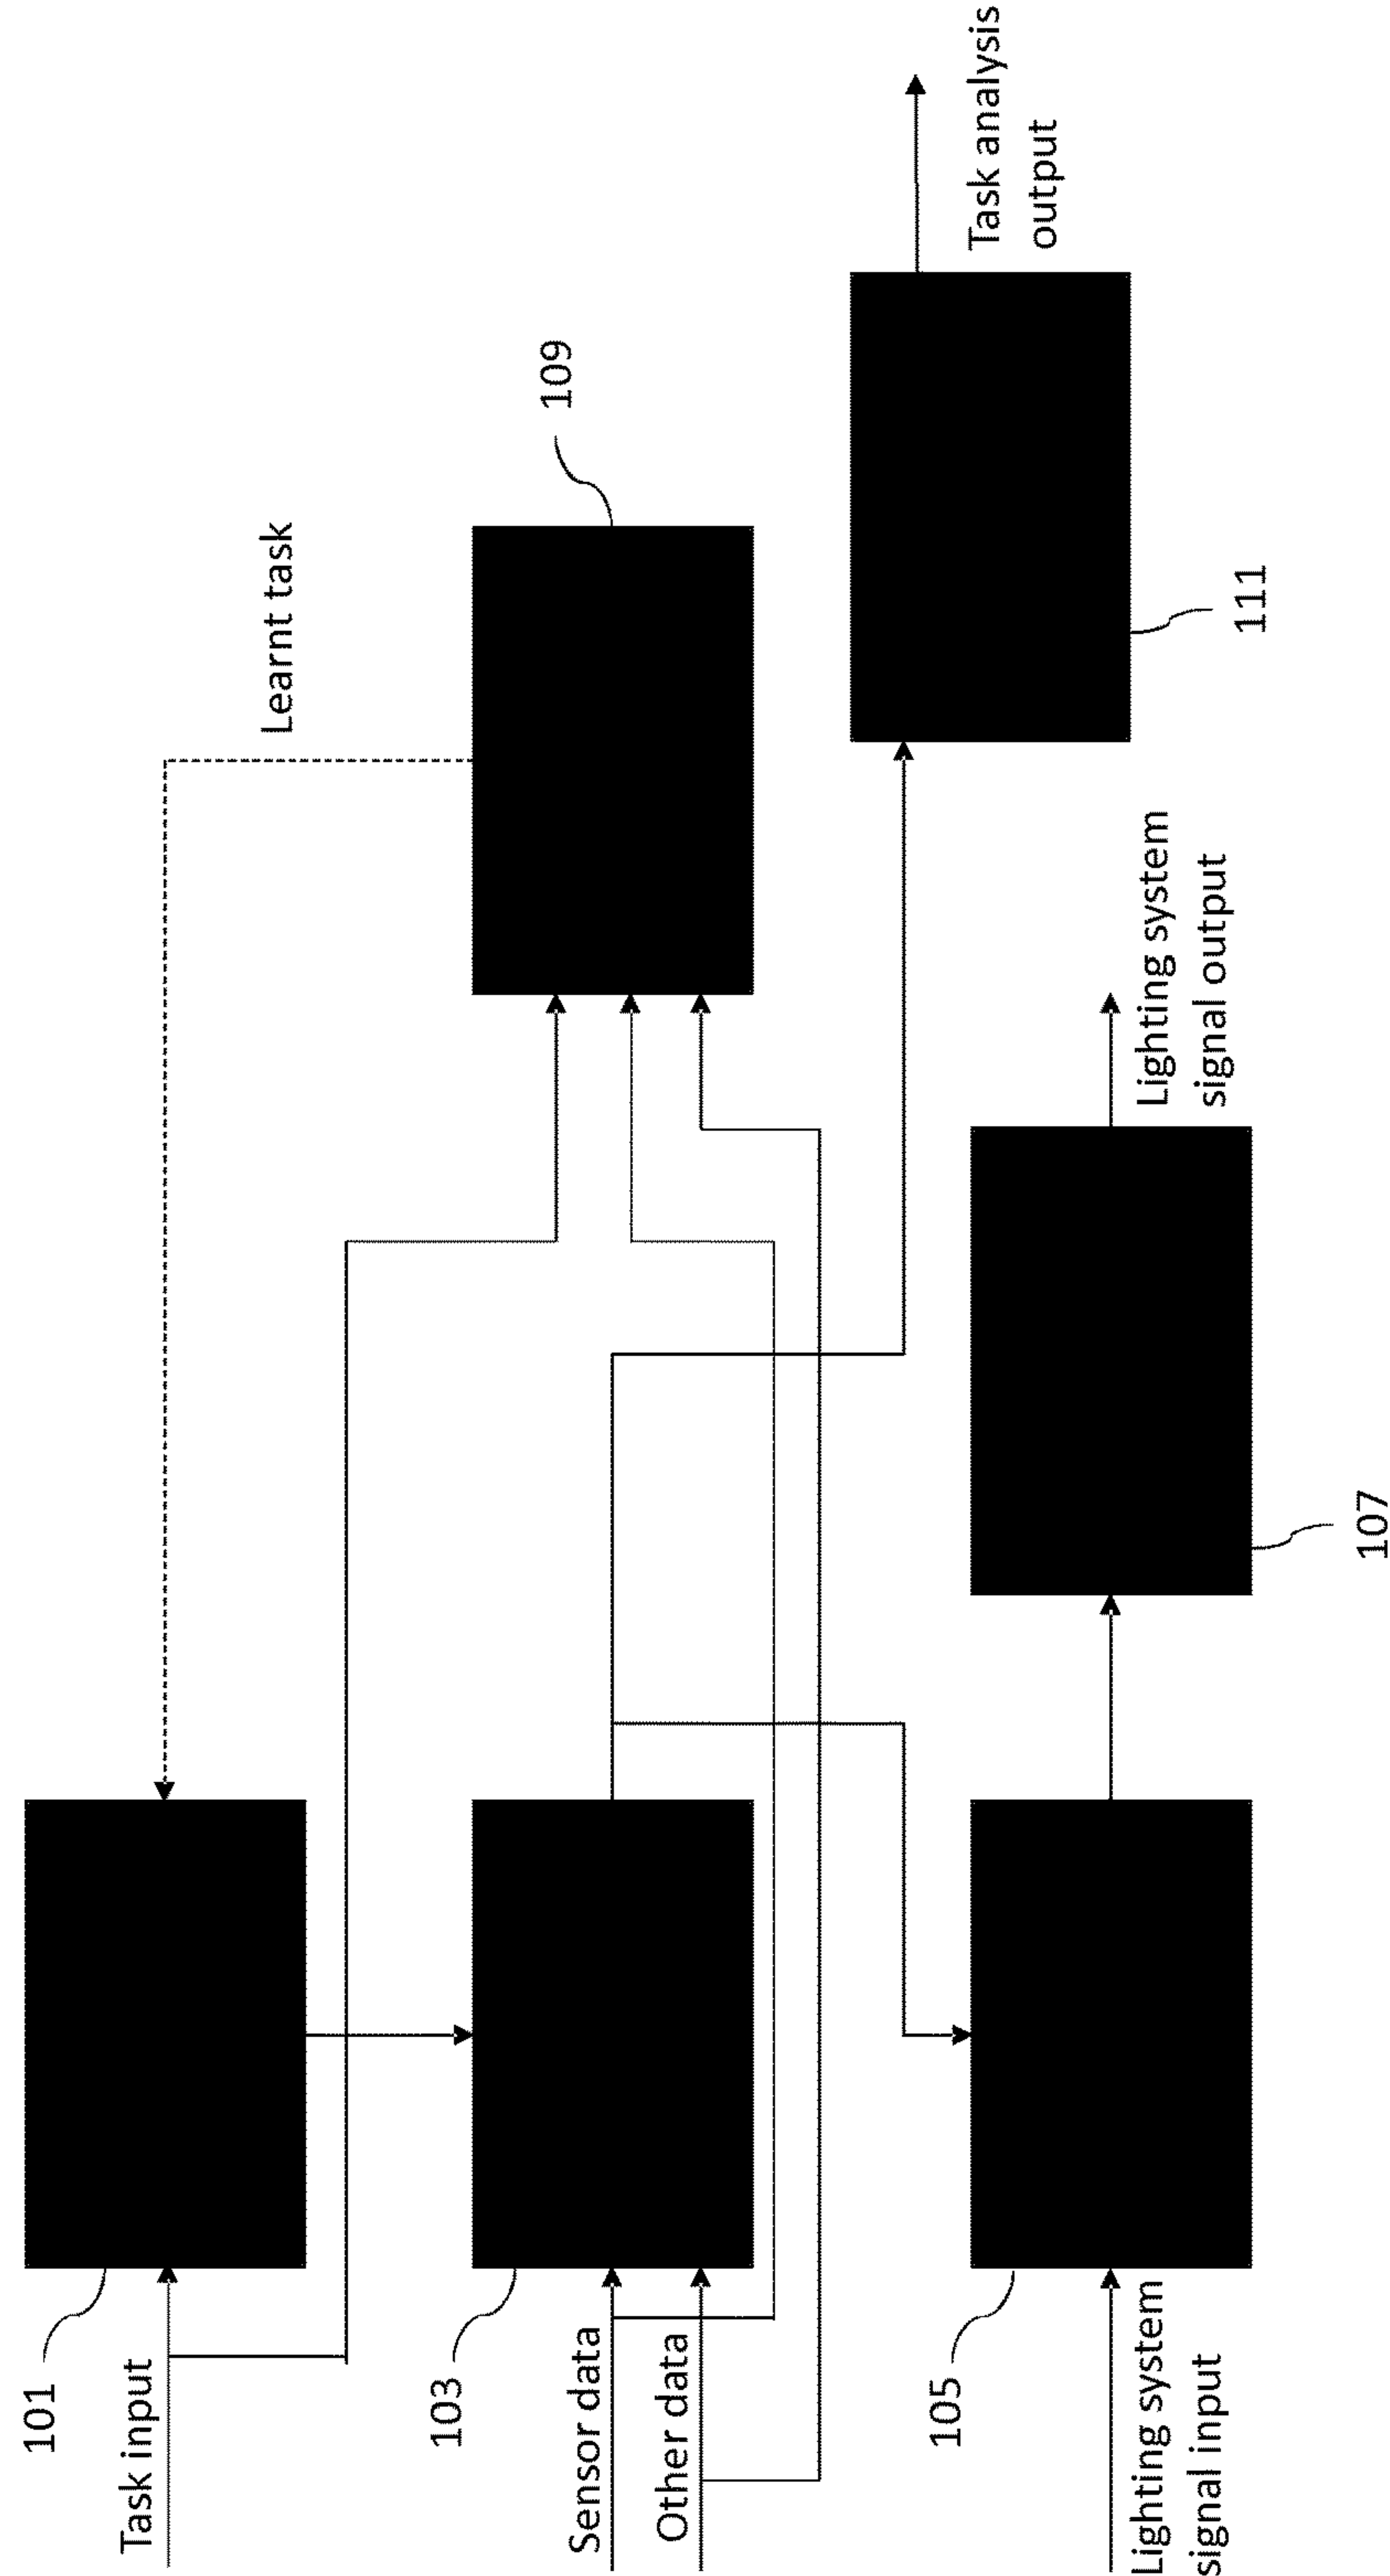 101
Task input
Learnt task
103
Sensor data
Other data
109
105
Lighting system
signal input
107
Lighting system
signal output
111
Task analysis
output